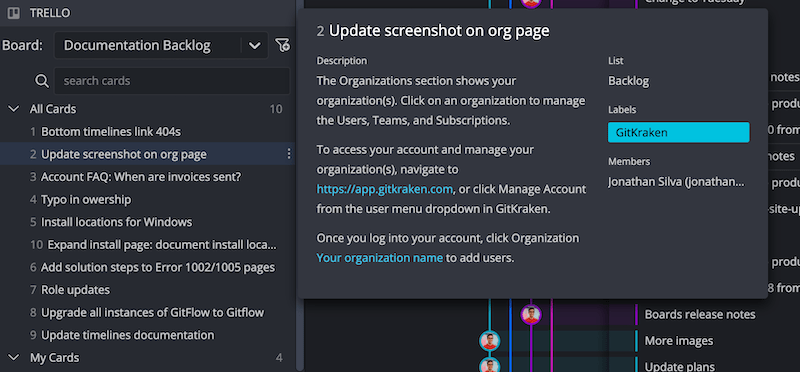 TRELLO
Board: Documentation Backlog
search cards
All Cards 10
1 Bottom timelines link 404s
2 Update screenshot on org page
3 Account FAQ: When are invoices sent?
4 Typo in owership
5 Install locations for Windows
10 Expand install page: document install loca...
6 Add solution steps to Error 1002/1005 pages
7 Role updates
8 Upgrade all instances of GitFlow to Gitflow
9 Update timelines documentation
My Cards 4
2 Update screenshot on org page
Description
The Organizations section shows your
organization(s). Click on an organization to manage
the Users, Teams, and Subscriptions.
To access your account and manage your
organization(s), navigate to
https://app.gitkraken.com, or click Manage Account
from the user menu dropdown in GitKraken.
Once you log into your account, click Organization
Your organization name to add users.
List
Backlog
Labels
GitKraken
Members
Jonathan Silva (jonathan...
Change to Tuesday
notes
produ
0 from
notes
produ
-site-up
produ
8 from
Boards release notes
More images
Update plans